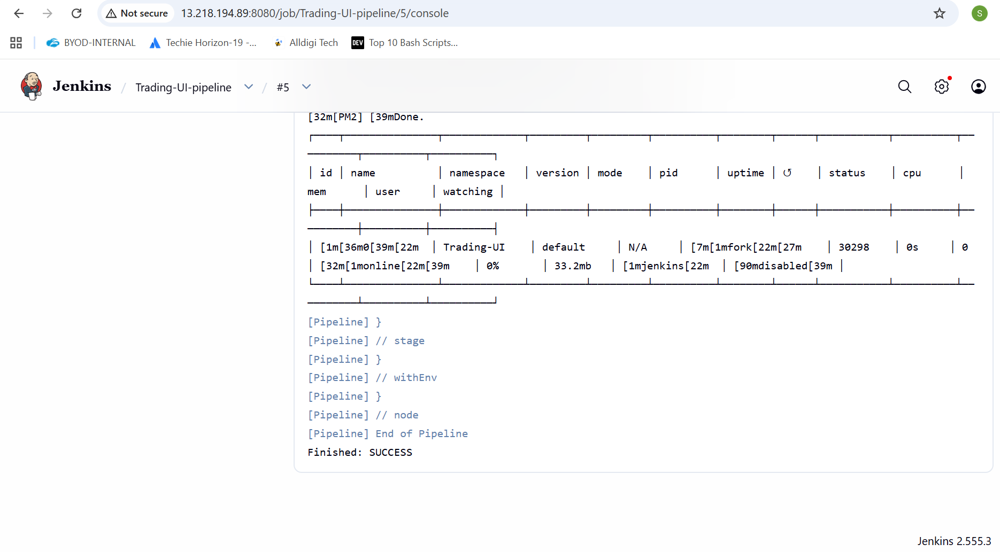 Not secure 13.218.194.89:8080/job/Trading-UI-pipeline/5/console S
BYOD-INTERNAL Techie Horizon-19 -... Alldigi Tech DEV Top 10 Bash Scripts...
Jenkins / Trading-UI-pipeline / #5
[32m[PM2] [39mDone.
│ id │ name │ namespace │ version │ mode │ pid │ uptime │ ↺ │ status │ cpu │
mem │ user │ watching │
│ [1m[36m0[39m[22m │ Trading-UI │ default │ N/A │ [7m[1mfork[22m[27m │ 30298 │ 0s │ 0
│ [32m[1monline[22m[39m │ 0% │ 33.2mb │ [1mjenkins[22m │ [90mdisabled[39m │
[Pipeline] }
[Pipeline] // stage
[Pipeline] }
[Pipeline] // withEnv
[Pipeline] }
[Pipeline] // node
[Pipeline] End of Pipeline
Finished: SUCCESS
Jenkins 2.555.3